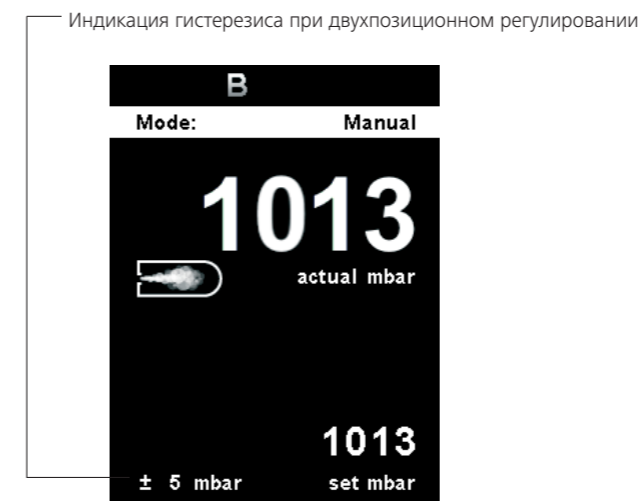 Индикация гистерезиса при двухпозиционном регулировании
B
Mode: Manual
1013
actual mbar
1013
± 5 mbar set mbar